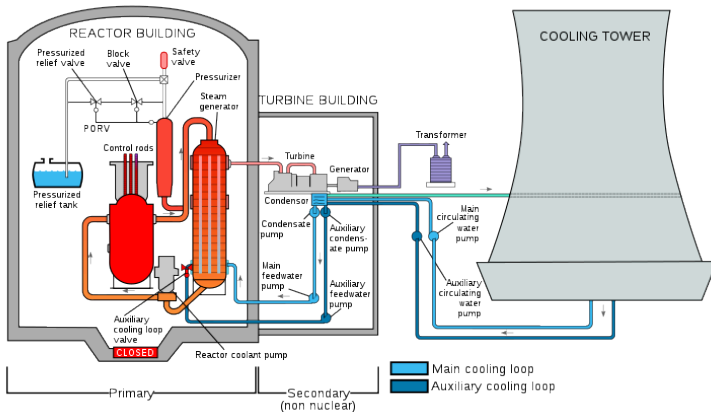 REACTOR BUILDING
COOLING TOWER
Pressurized
relief valve
Block
valve
Safety
valve
Pressurizer
Steam
generator
TURBINE BUILDING
PORV
Control rods
Turbine
Generator
Transformer
Pressurized
relief tank
Condensor
Condensate
pump
Auxiliary
conden-
sate pump
Main
circulating
water
pump
Main
feedwater
pump
Auxiliary
feedwater
pump
Auxiliary
circulating
water
pump
Auxiliary
cooling loop
valve
Reactor coolant pump
CLOSED
Main cooling loop
Auxiliary cooling loop
Primary
Secondary
(non nuclear)